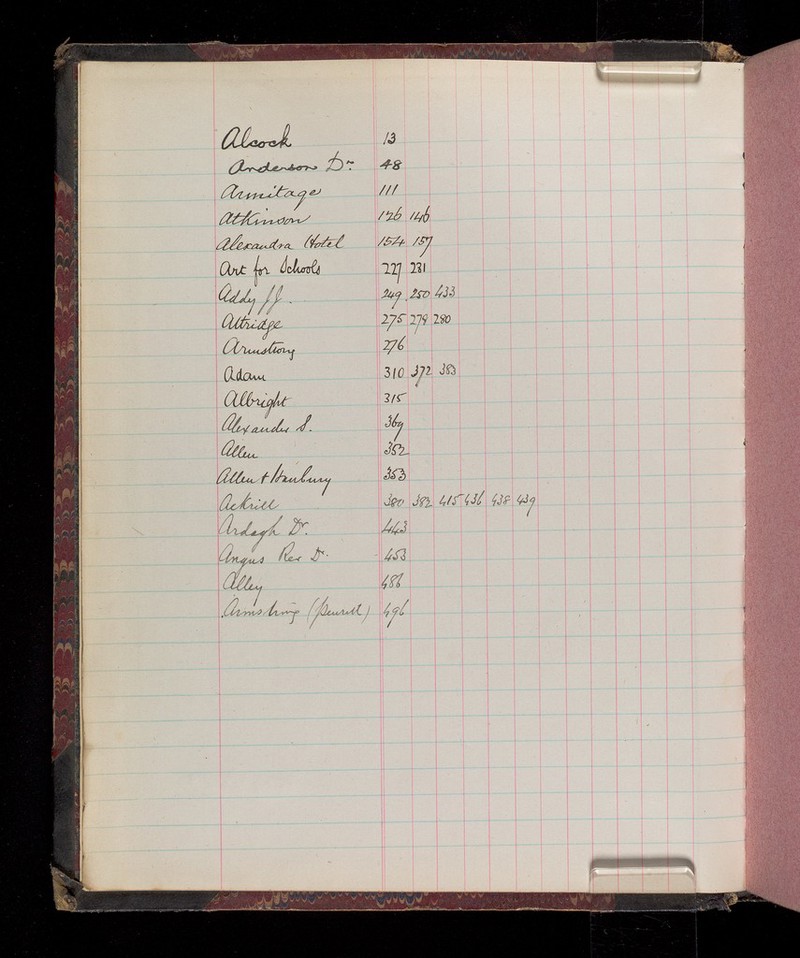 Alcock 13
Anderson Dr. 48
Armitage 111
Atkinson 126 146
Alexandra Hotel 154 157
Art for Schools 227 231
Addy JJ. 249 250 433
Attridge 275 279 280
Armstrong 276
Adam 310 372 383
Albright 315
Alexander S. 369
Allen 352
Allen & Hanbury 353
Ackrill 380 382 415 436 438 439
Ardagh Dr. 443
Angus Rev Dr. 453
Alley 486
Armstrong (Penrith) 496